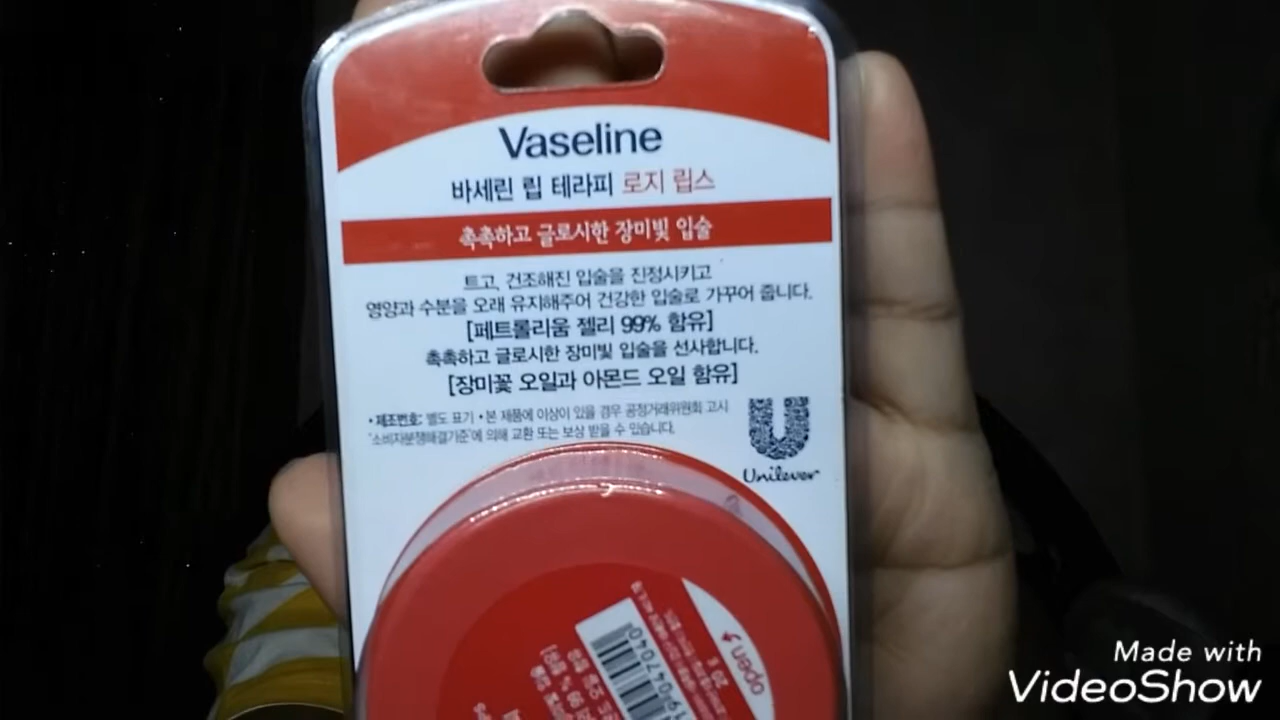 Vaseline
바세린 립 테라피 로지 립스
촉촉하고 글로시한 장미빛 입술
트고, 건조해진 입술을 진정시키고
영양과 수분을 오래 유지해주어 건강한 입술로 가꾸어 줍니다.
[페트롤리움 젤리 99% 함유]
촉촉하고 글로시한 장미빛 입술을 선사합니다.
[장미꽃 오일과 아몬드 오일 함유]
• 제조번호: 별도 표기 • 본 제품에 이상이 있을 경우 공정거래위원회 고시
'소비자분쟁해결기준'에 의해 교환 또는 보상 받을 수 있습니다.
Unilever
open
20 g
Made with
VideoShow